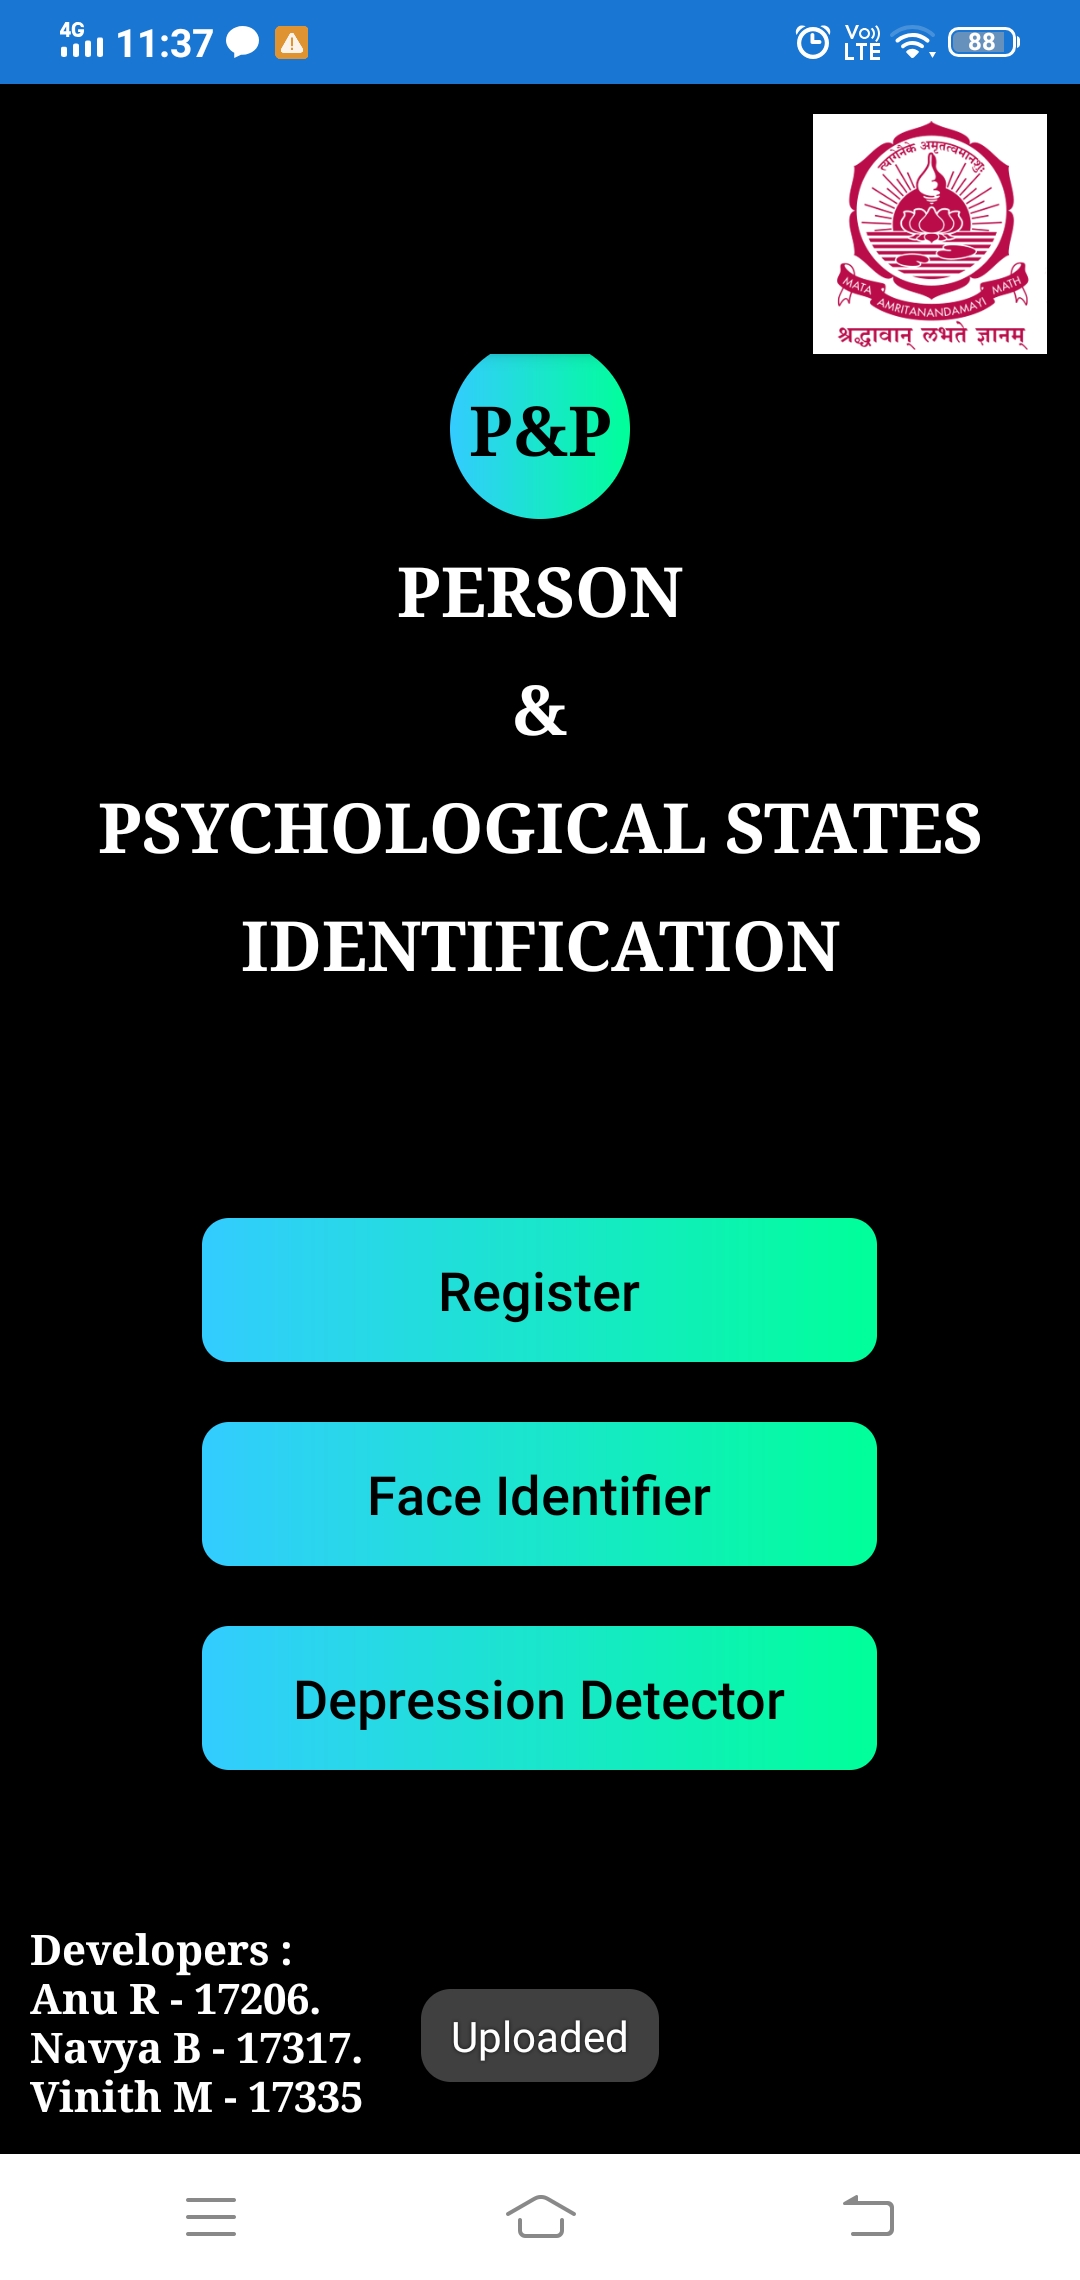 4G
11:37
Vo))
LTE
88
त्यागेनैके अमृतत्वमानशुः
MATA AMRITANANDAMAYI MATH
श्रद्धावान् लभते ज्ञानम्
P&P
PERSON
&
PSYCHOLOGICAL STATES
IDENTIFICATION
Register
Face Identifier
Depression Detector
Developers :
Anu R - 17206.
Navya B - 17317.
Vinith M - 17335
Uploaded